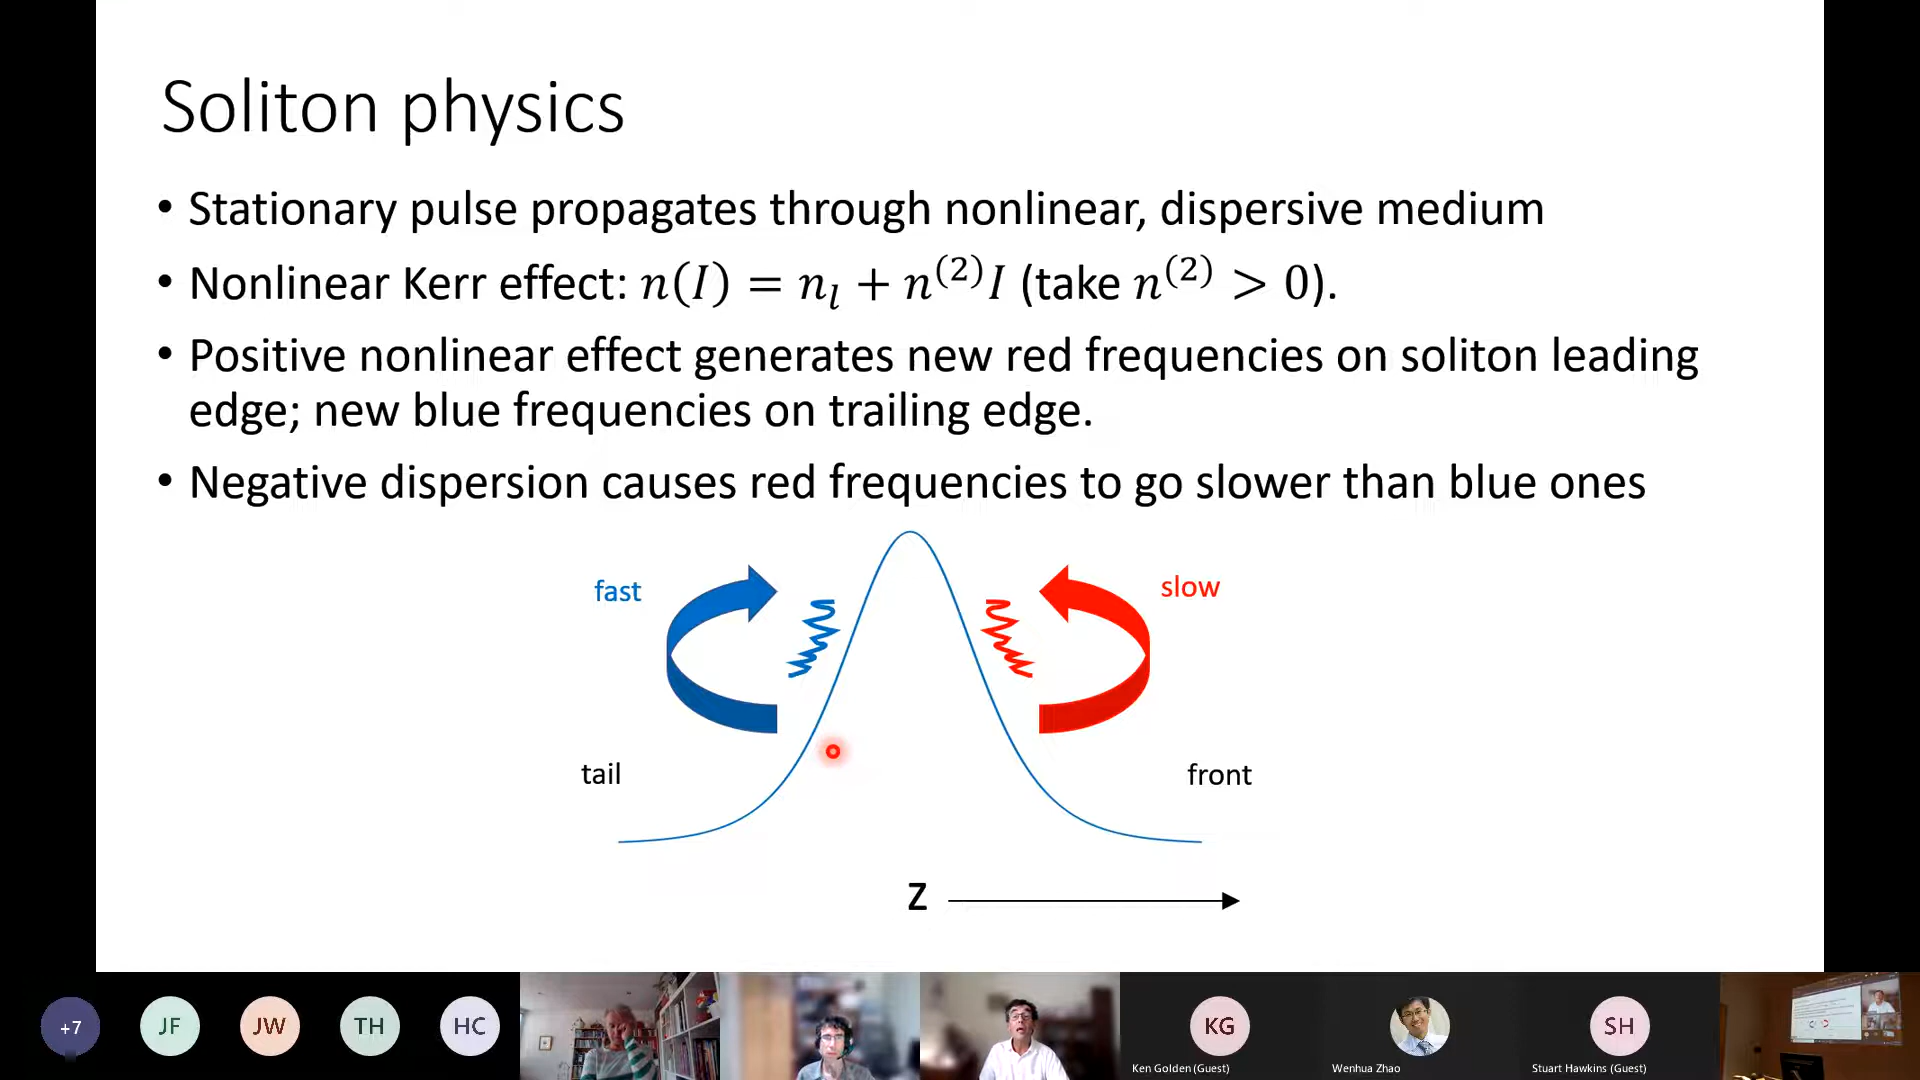 Soliton physics
• Stationary pulse propagates through nonlinear, dispersive medium
• Nonlinear Kerr effect: n(I) = n_l + n^(2)I (take n^(2) > 0).
• Positive nonlinear effect generates new red frequencies on soliton leading
edge; new blue frequencies on trailing edge.
• Negative dispersion causes red frequencies to go slower than blue ones
fast
slow
tail
front
Z
+7
JF
JW
TH
HC
KG
SH
Ken Golden (Guest)
Wenhua Zhao
Stuart Hawkins (Guest)